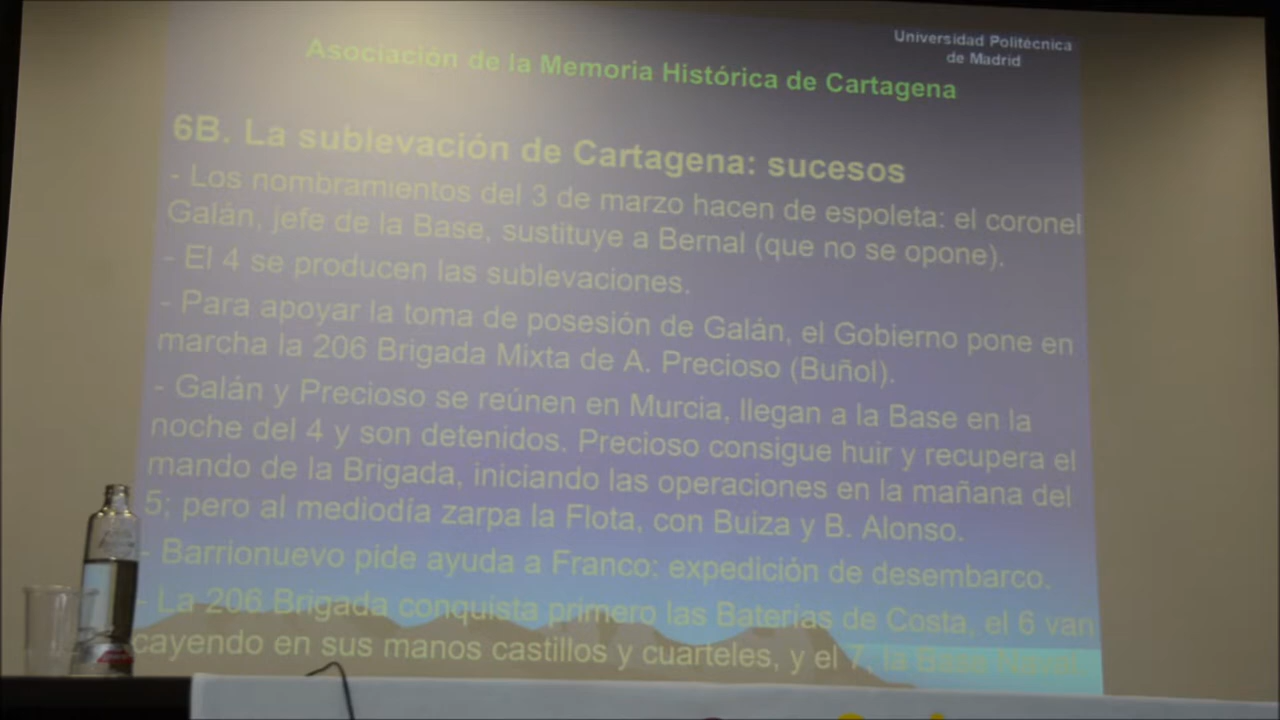 Universidad Politécnica
de Madrid
Asociación de la Memoria Histórica de Cartagena
6B. La sublevación de Cartagena: sucesos
- Los nombramientos del 3 de marzo hacen de espoleta: el coronel
Galán, jefe de la Base, sustituye a Bernal (que no se opone).
- El 4 se producen las sublevaciones.
- Para apoyar la toma de posesión de Galán, el Gobierno pone en
marcha la 206 Brigada Mixta de A. Precioso (Buñol).
- Galán y Precioso se reúnen en Murcia, llegan a la Base en la
noche del 4 y son detenidos. Precioso consigue huir y recupera el
mando de la Brigada, iniciando las operaciones en la mañana del
5; pero al mediodía zarpa la Flota, con Buiza y B. Alonso.
- Barrionuevo pide ayuda a Franco: expedición de desembarco.
- La 206 Brigada conquista primero las Baterías de Costa, el 6 van
cayendo en sus manos castillos y cuarteles, y el 7, la Base Naval.